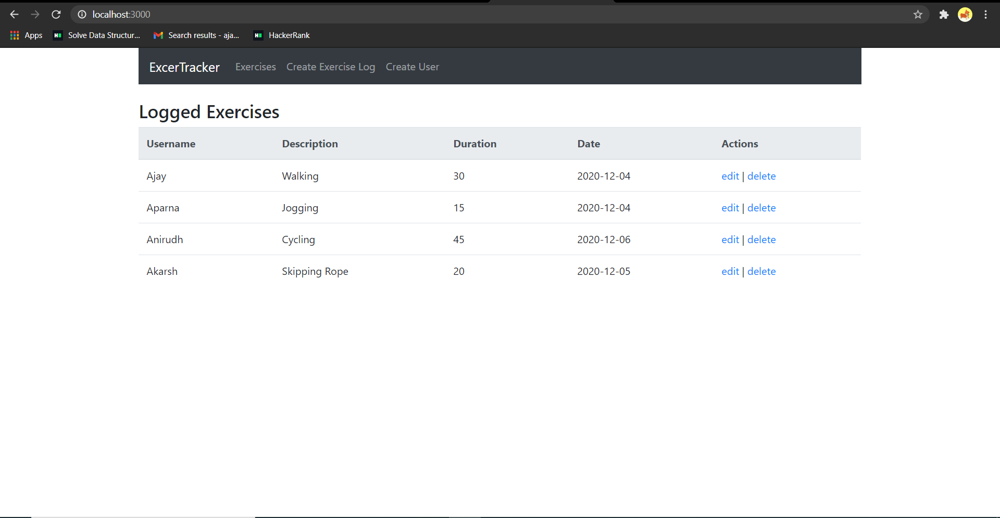 localhost:3000
Apps Solve Data Structur... Search results - aja... HackerRank
ExcerTracker Exercises Create Exercise Log Create User
Logged Exercises
Username Description Duration Date Actions
Ajay Walking 30 2020-12-04 edit | delete
Aparna Jogging 15 2020-12-04 edit | delete
Anirudh Cycling 45 2020-12-06 edit | delete
Akarsh Skipping Rope 20 2020-12-05 edit | delete